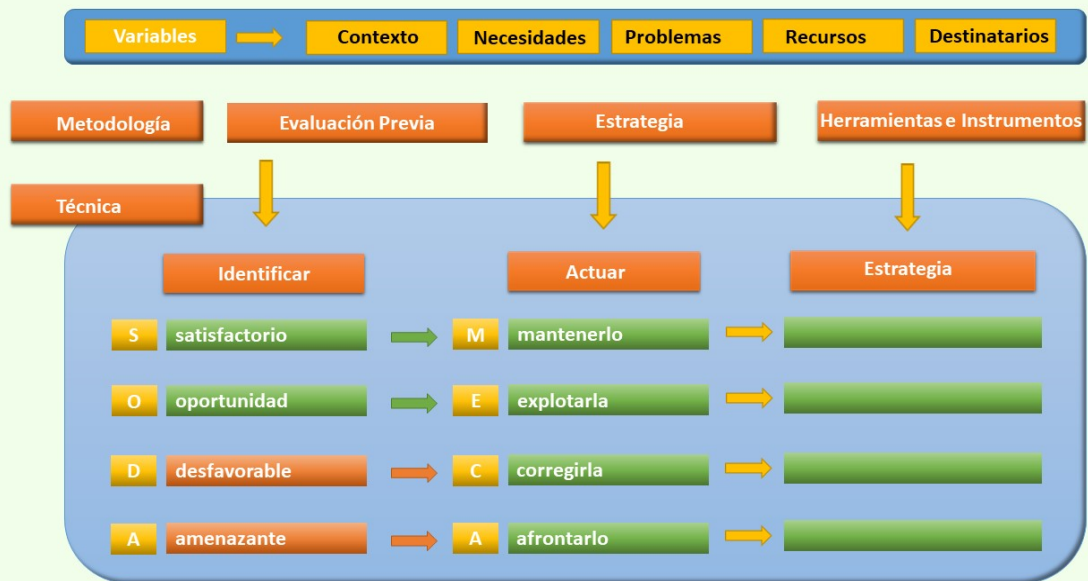 Variables
Contexto
Necesidades
Problemas
Recursos
Destinatarios
Metodología
Evaluación Previa
Estrategia
Herramientas e Instrumentos
Técnica
Identificar
Actuar
Estrategia
S satisfactorio
M mantenerlo
O oportunidad
E explotarla
D desfavorable
C corregirla
A amenazante
A afrontarlo